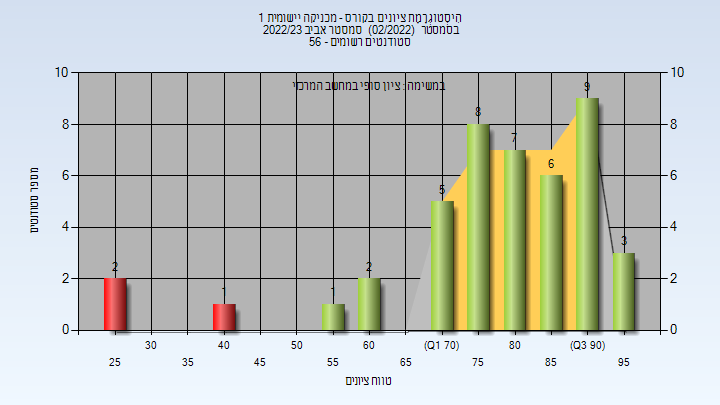 היסטוגרמת ציונים בקורס - מכניקה יישומית 1
בסמסטר (02/2022) סמסטר אביב 2022/23
סטודנטים רשומים - 56
במשימה : ציון סופי במחשב המרכזי
מספר סטודנטים
10 10
8 8
6 6
4 4
2 2
0 0
2 1 1 2 5 8 7 6 9 3
30 40 50 60 (Q1 70) 80 (Q3 90)
25 35 45 55 65 75 85 95
טווח ציונים